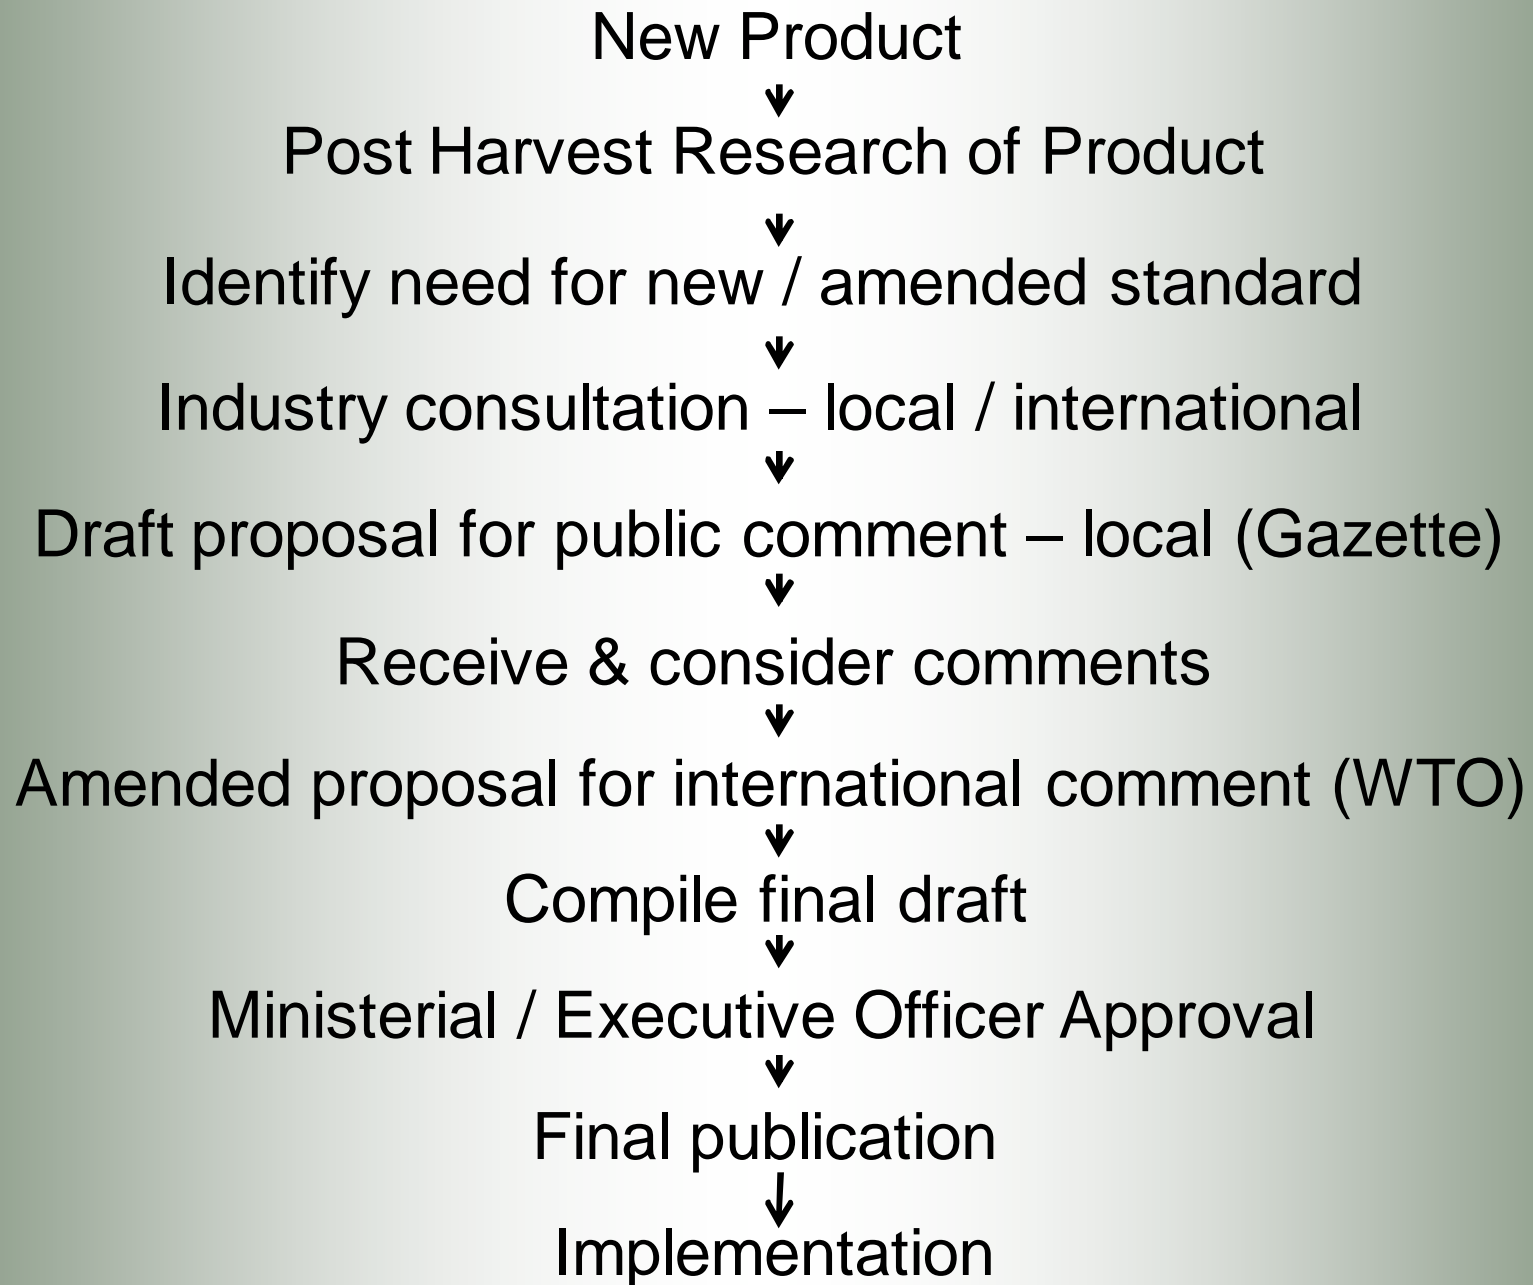 New Product
Post Harvest Research of Product
Identify need for new / amended standard
Industry consultation – local / international
Draft proposal for public comment – local (Gazette)
Receive & consider comments
Amended proposal for international comment (WTO)
Compile final draft
Ministerial / Executive Officer Approval
Final publication
Implementation